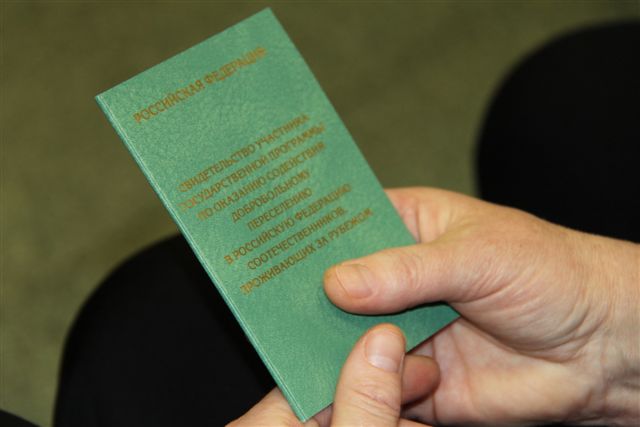 РОССИЙСКАЯ ФЕДЕРАЦИЯ
СВИДЕТЕЛЬСТВО УЧАСТНИКА
ГОСУДАРСТВЕННОЙ ПРОГРАММЫ
ПО ОКАЗАНИЮ СОДЕЙСТВИЯ
ДОБРОВОЛЬНОМУ
ПЕРЕСЕЛЕНИЮ
В РОССИЙСКУЮ ФЕДЕРАЦИЮ
СООТЕЧЕСТВЕННИКОВ,
ПРОЖИВАЮЩИХ ЗА РУБЕЖОМ